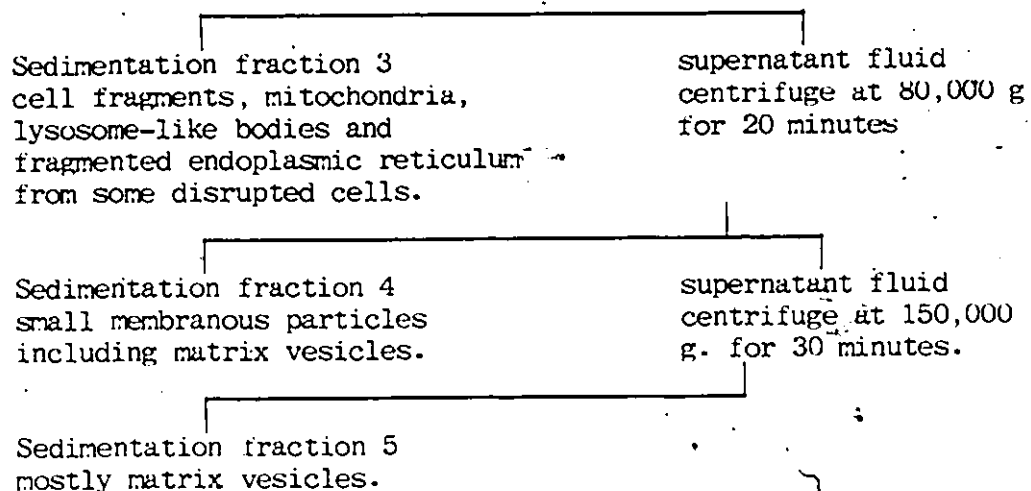 Sedimentation fraction 3
cell fragments, mitochondria,
lysosome-like bodies and
fragmented endoplasmic reticulum
from some disrupted cells.
supernatant fluid
centrifuge at 80,000 g
for 20 minutes
Sedimentation fraction 4
small membranous particles
including matrix vesicles.
supernatant fluid
centrifuge at 150,000
g. for 30 minutes.
Sedimentation fraction 5
mostly matrix vesicles.